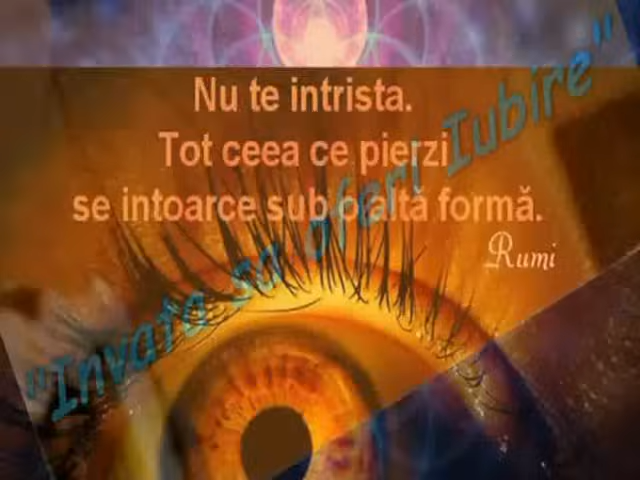 Nu te intrista.
Tot ceea ce pierzi
se intoarce sub o altă formă.
Rumi
"Invata sa oferi Iubire"